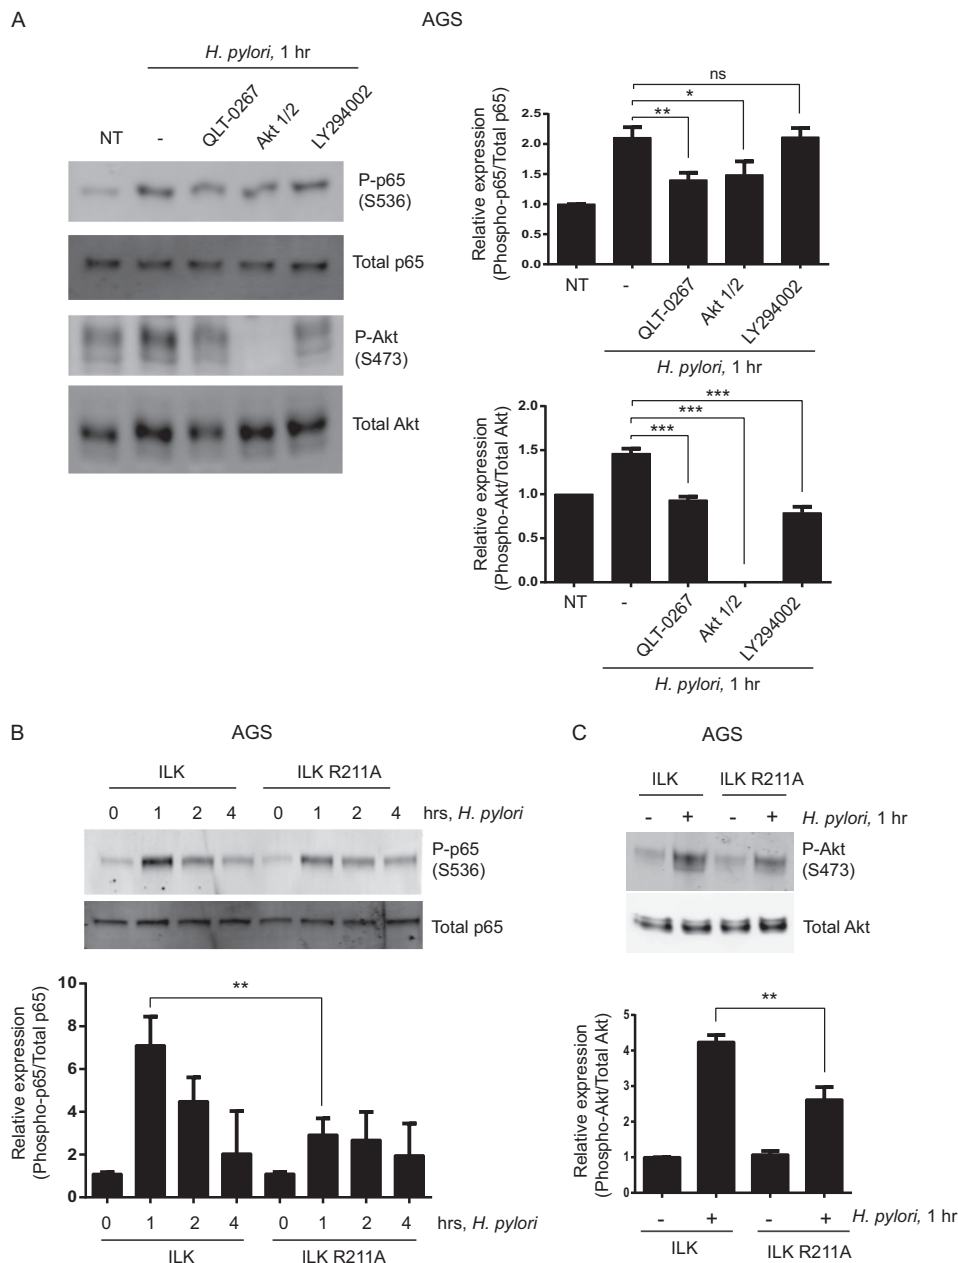 A
AGS
H. pylori, 1 hr
NT
-
QLT-0267
Akt 1/2
LY294002
P-p65
(S536)
Total p65
P-Akt
(S473)
Total Akt
ns
*
**
Relative expression
(Phospho-p65/Total p65)
2.5
2.0
1.5
1.0
0.5
0.0
NT
-
QLT-0267
Akt 1/2
LY294002
H. pylori, 1 hr
***
***
***
Relative expression
(Phospho-Akt/Total Akt)
2.0
1.5
1.0
0.5
0.0
NT
-
QLT-0267
Akt 1/2
LY294002
H. pylori, 1 hr
B
AGS
ILK
ILK R211A
0 1 2 4 0 1 2 4 hrs, H. pylori
P-p65
(S536)
Total p65
Relative expression
(Phospho-p65/Total p65)
10
8
6
4
2
0
**
0 1 2 4 0 1 2 4 hrs, H. pylori
ILK
ILK R211A
C
AGS
ILK
ILK R211A
- + - + H. pylori, 1 hr
P-Akt
(S473)
Total Akt
Relative expression
(Phospho-Akt/Total Akt)
5
4
3
2
1
0
**
- + - + H. pylori, 1 hr
ILK
ILK R211A